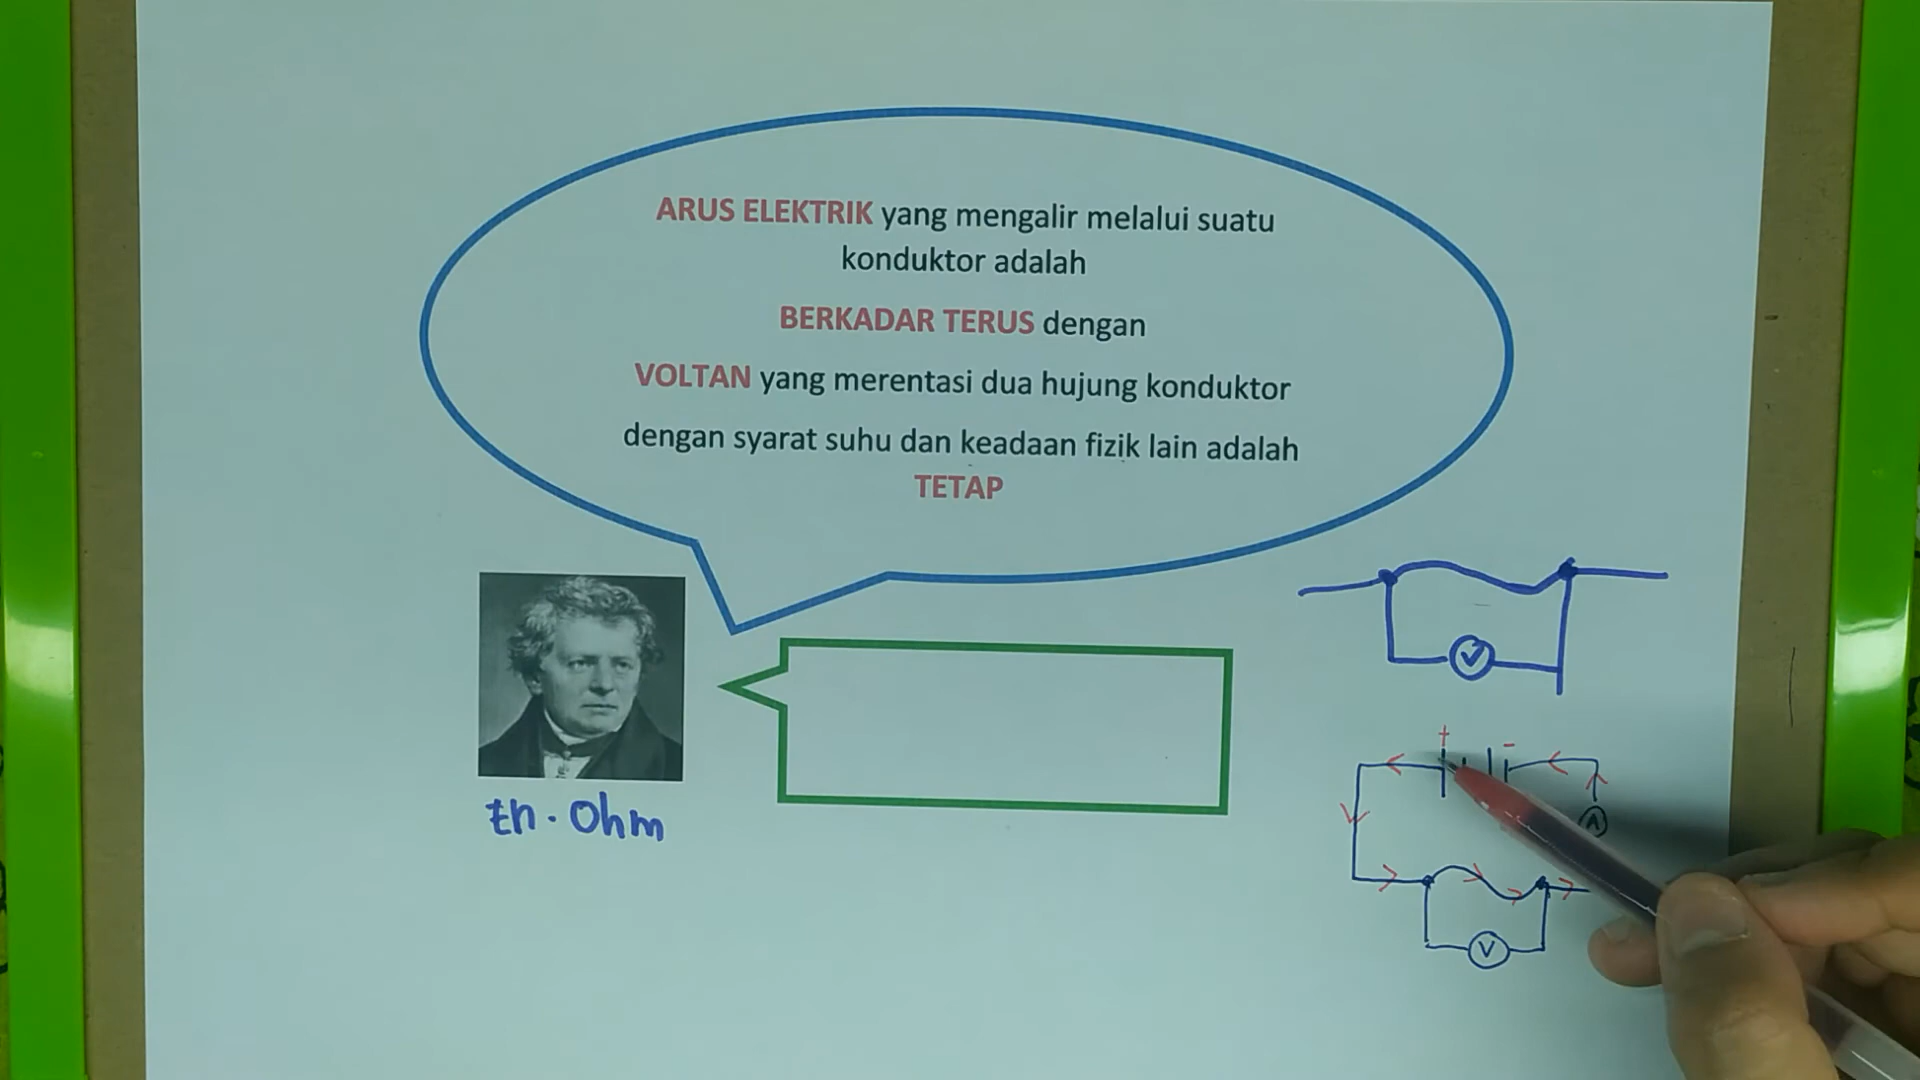 ARUS ELEKTRIK yang mengalir melalui suatu
konduktor adalah
BERKADAR TERUS dengan
VOLTAN yang merentasi dua hujung konduktor
dengan syarat suhu dan keadaan fizik lain adalah
TETAP
En. Ohm
V
+ -
A
V